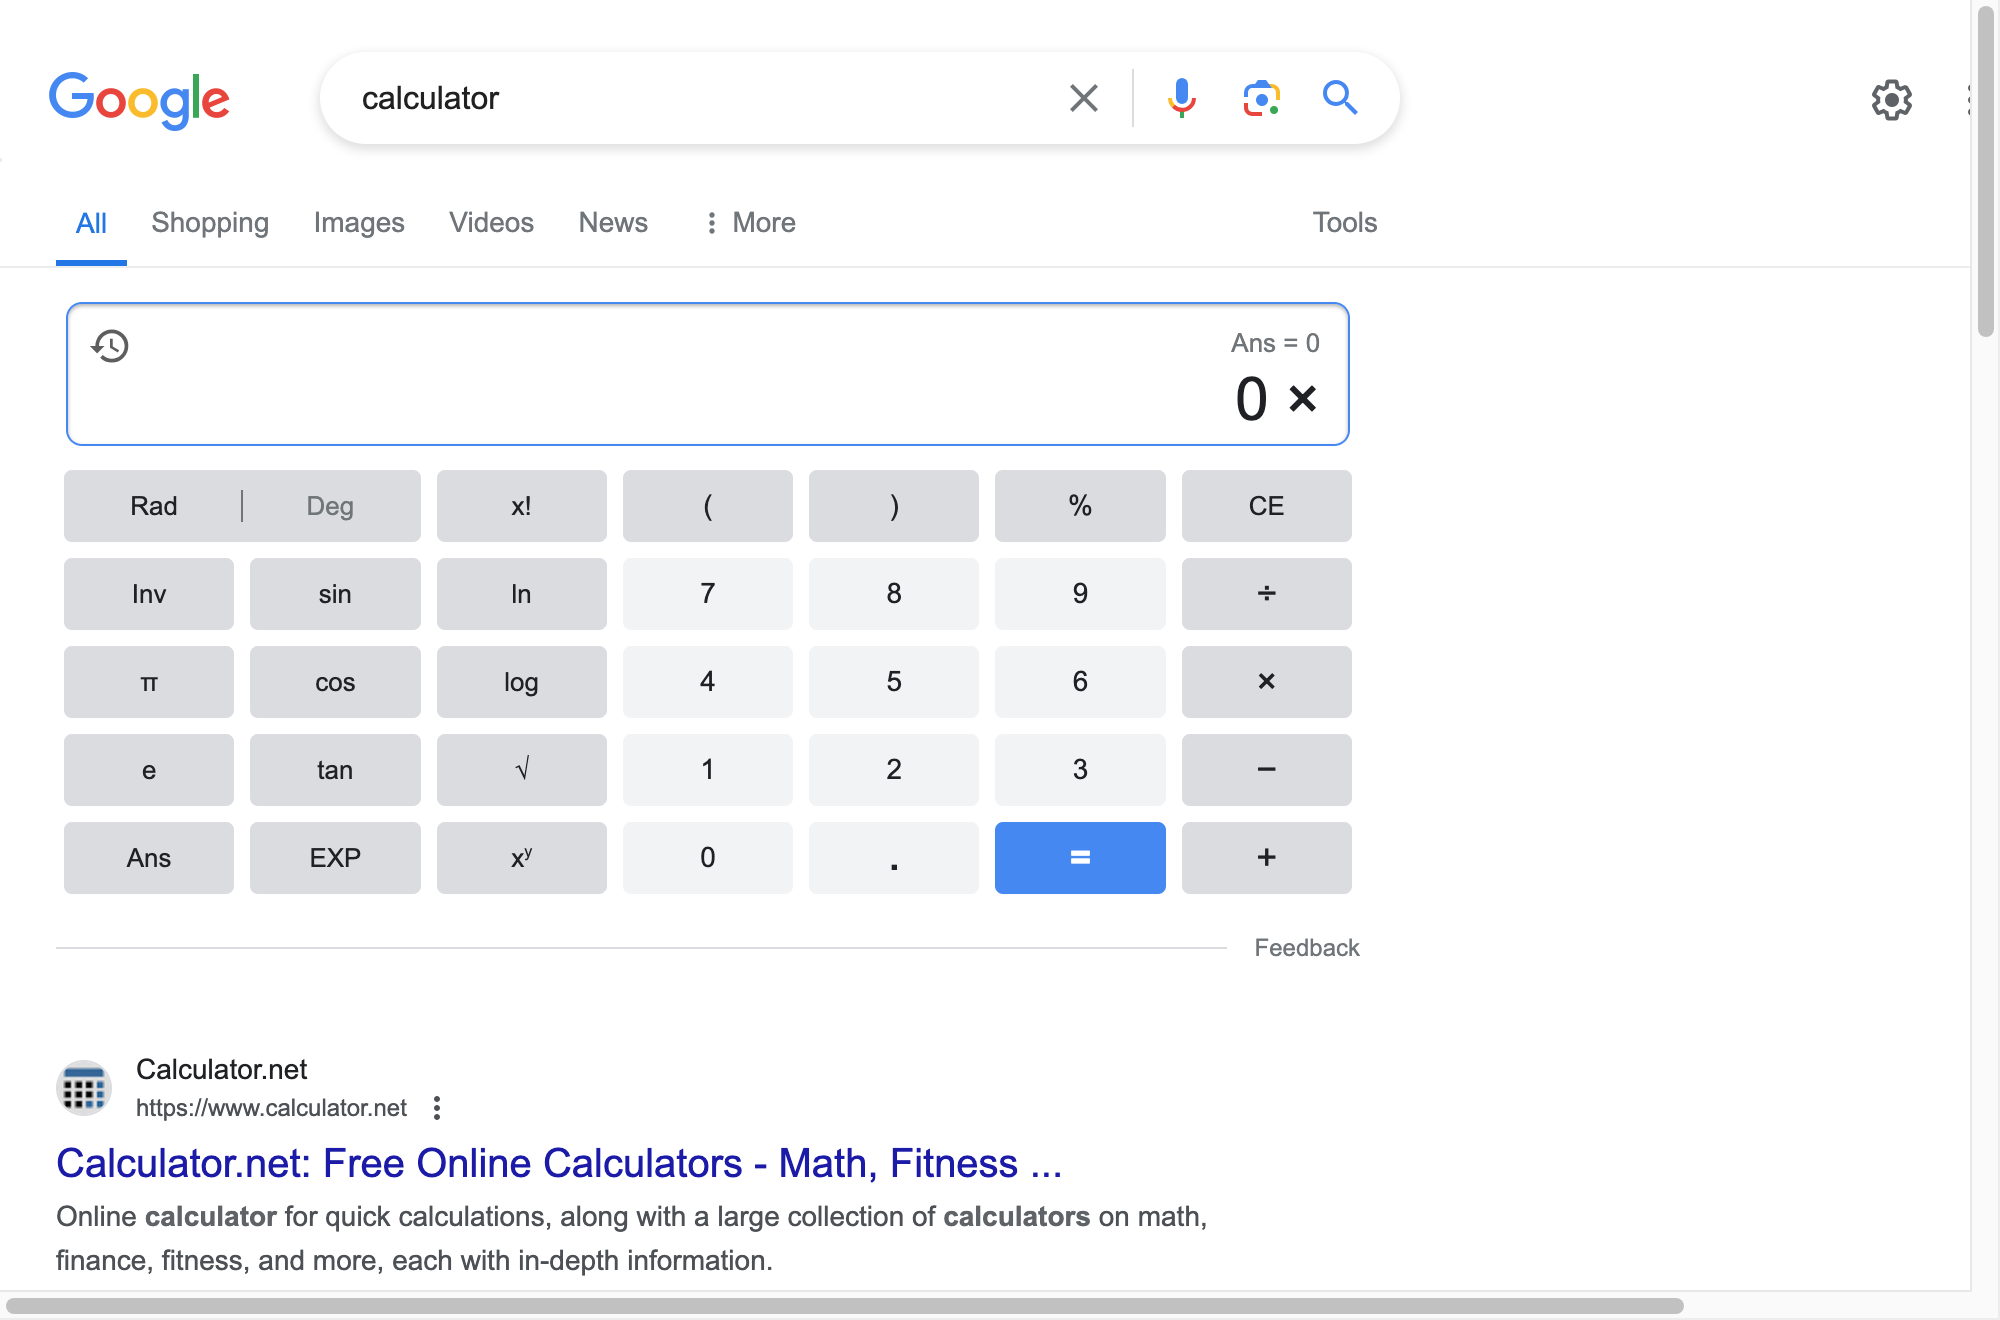 Google
calculator
All Shopping Images Videos News More Tools
Ans = 0
0 ×
Rad Deg x! ( ) % CE
Inv sin ln 7 8 9 ÷
π cos log 4 5 6 ×
e tan √ 1 2 3 −
Ans EXP xʸ 0 . = +
Feedback
Calculator.net
https://www.calculator.net
Calculator.net: Free Online Calculators - Math, Fitness ...
Online calculator for quick calculations, along with a large collection of calculators on math,
finance, fitness, and more, each with in-depth information.